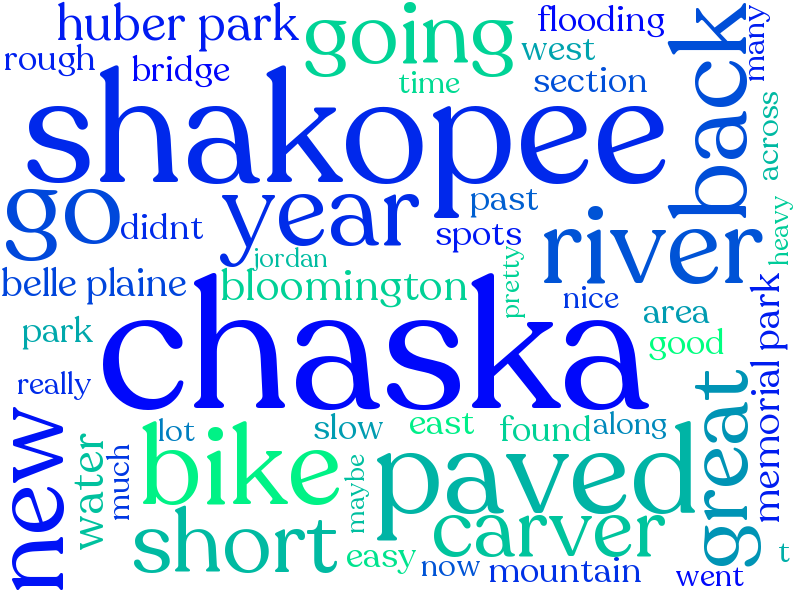 huber park
going
flooding
many
rough
bridge
west
time
section
back
shakopee
across
go
didnt
year
past
spots
river
heavy
jordan
belle plaine
bloomington
pretty
nice
area
park
chaska
good
memorial park
really
new
water
much
lot
bike
slow
east
found
along
great
maybe
paved
short
carver
easy
now
mountain
went
t